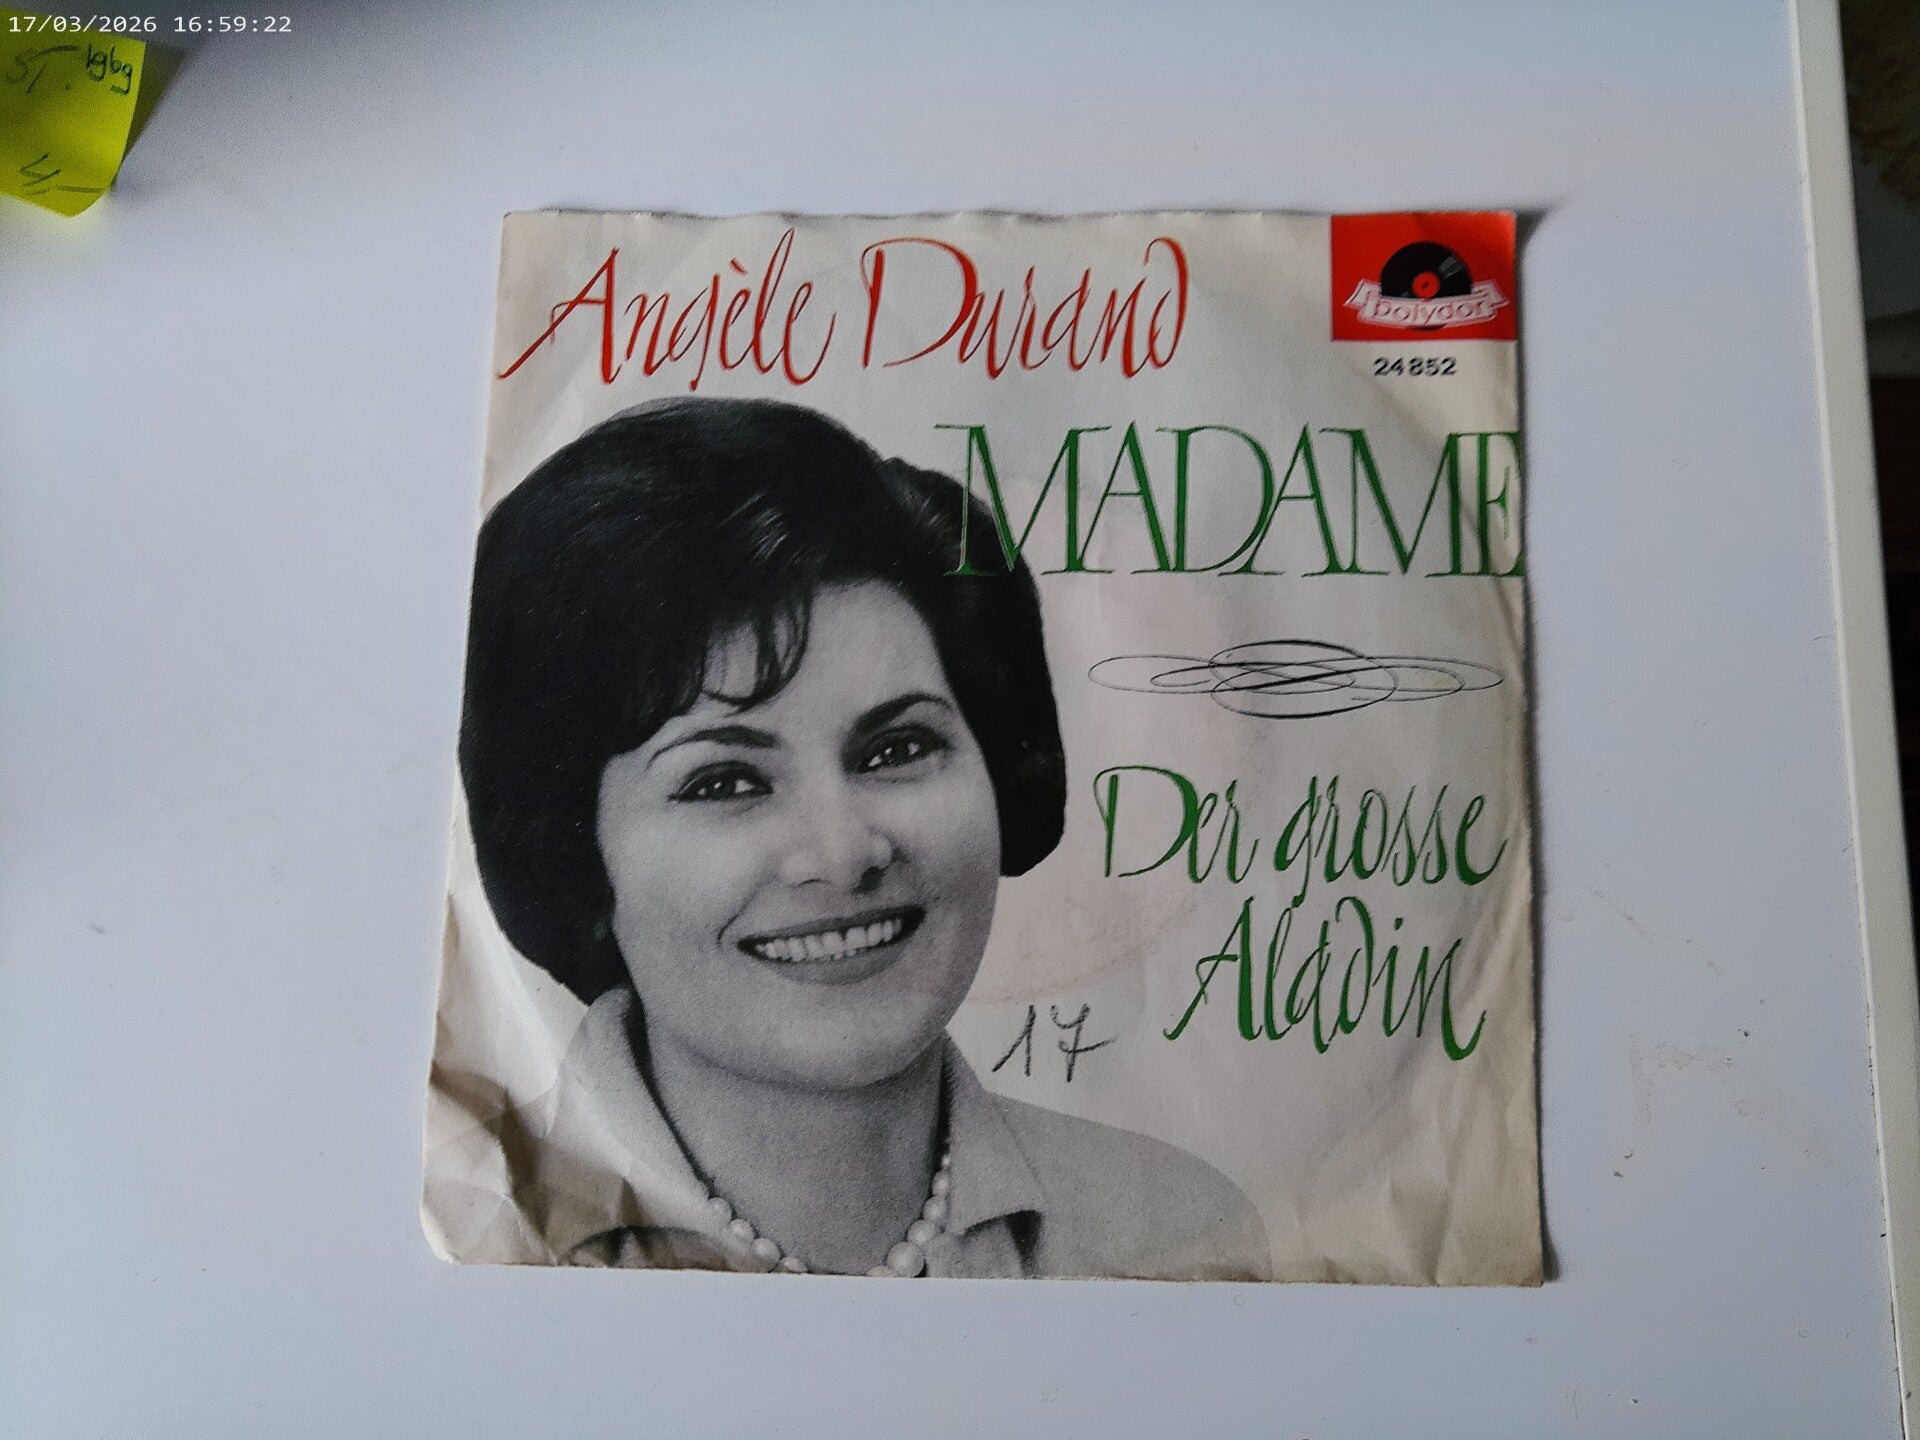 17/03/2026 16:59:22
Angèle Durand
polydor
24852
MADAME
Der grosse
Aladin
17